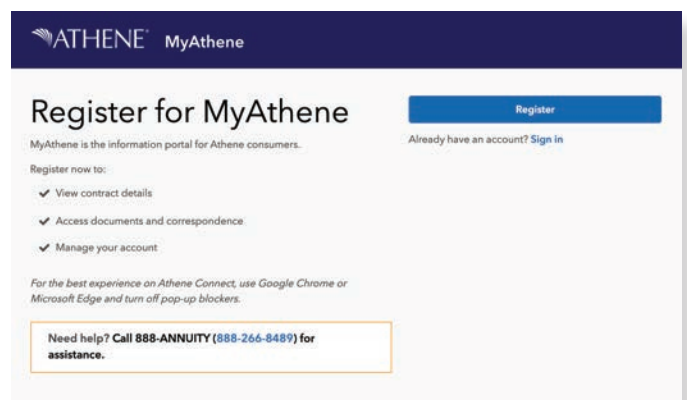 ATHENE® MyAthene
Register for MyAthene
MyAthene is the information portal for Athene consumers.
Register now to:
✔ View contract details
✔ Access documents and correspondence
✔ Manage your account
For the best experience on Athene Connect, use Google Chrome or
Microsoft Edge and turn off pop-up blockers.
Need help? Call 888-ANNUITY (888-266-8489) for
assistance.
Register
Already have an account? Sign in